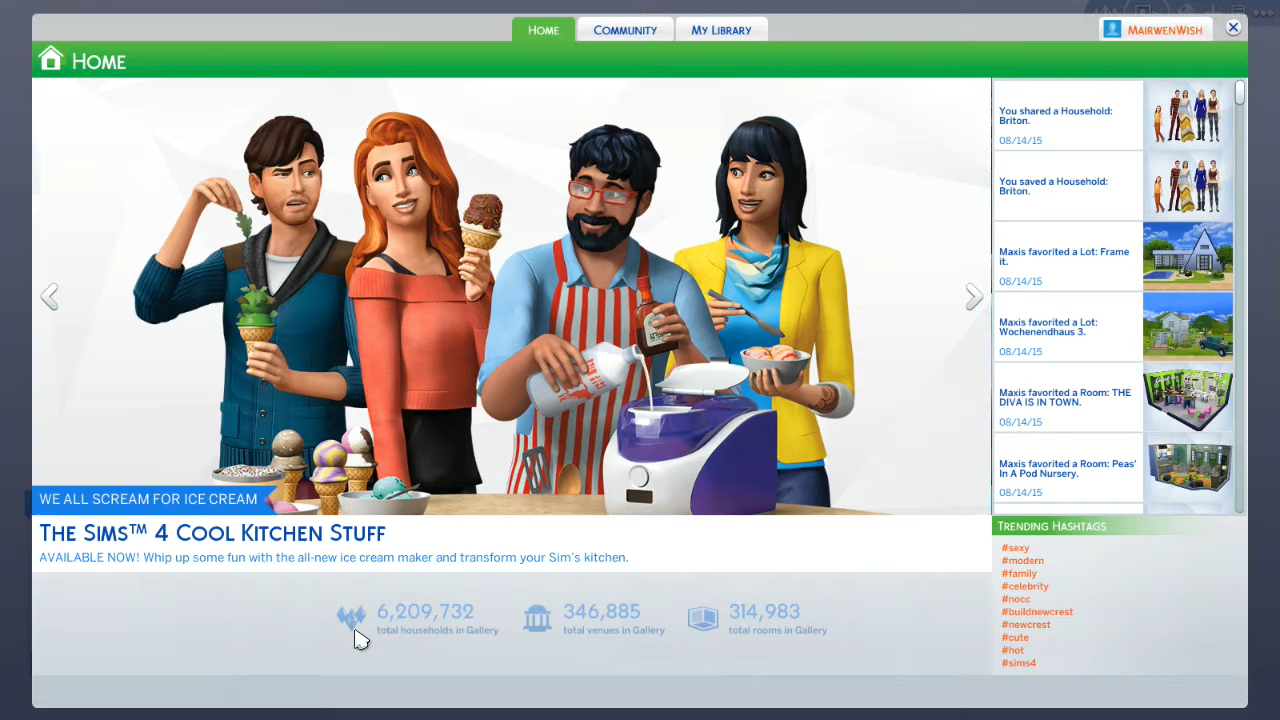 HOME
COMMUNITY
MY LIBRARY
MAIRWENWISH
HOME
You shared a Household:
Briton.
08/14/15
You saved a Household:
Briton.
Maxis favorited a Lot: Frame
it.
08/14/15
Maxis favorited a Lot:
Wochenendhaus 3.
08/14/15
Maxis favorited a Room: THE
DIVA IS IN TOWN.
08/14/15
Maxis favorited a Room: Peas'
In A Pod Nursery.
08/14/15
WE ALL SCREAM FOR ICE CREAM
THE SIMS™ 4 COOL KITCHEN STUFF
AVAILABLE NOW! Whip up some fun with the all-new ice cream maker and transform your Sim's kitchen.
6,209,732
total households in Gallery
346,885
total venues in Gallery
314,983
total rooms in Gallery
TRENDING HASHTAGS
#sexy
#modern
#family
#celebrity
#nocc
#buildnewcrest
#newcrest
#cute
#hot
#sims4